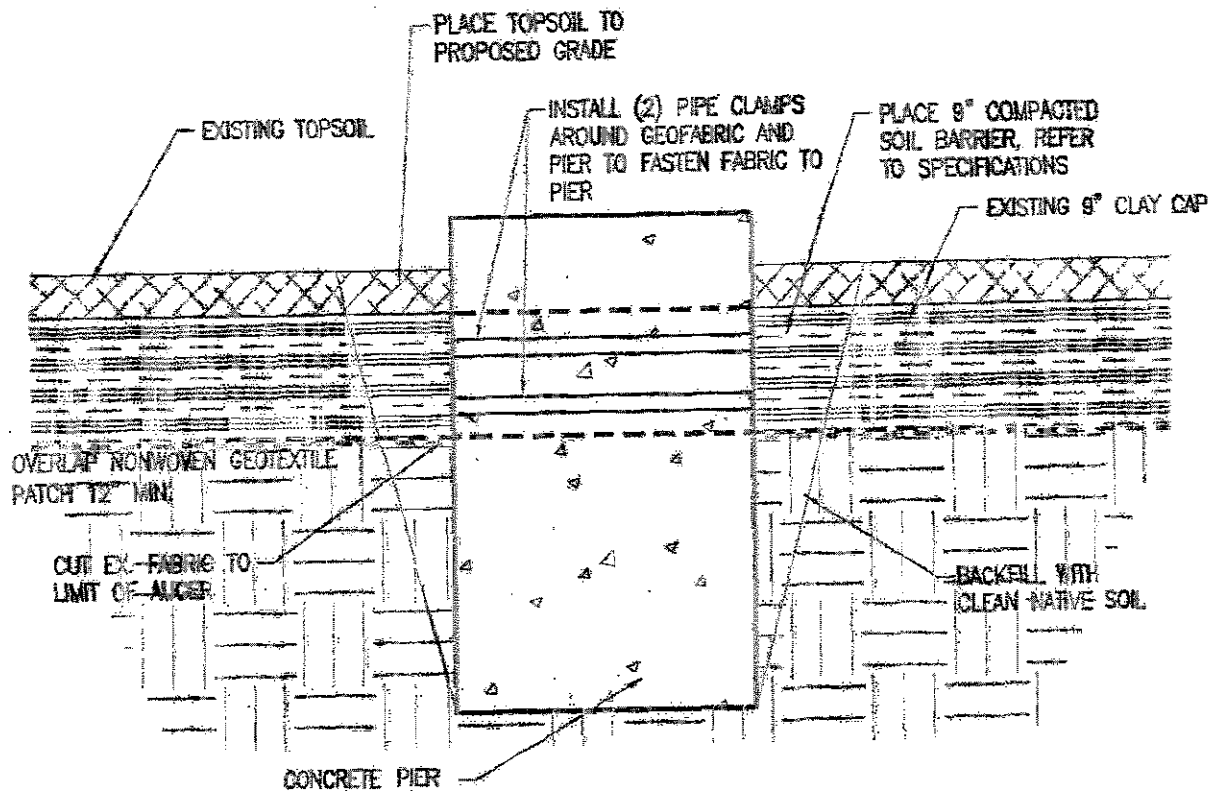 PLACE TOPSOIL TO
PROPOSED GRADE
EXISTING TOPSOIL
INSTALL (2) PIPE CLAMPS
AROUND GEOFABRIC AND
PIER TO FASTEN FABRIC TO
PIER
PLACE 9" COMPACTED
SOIL BARRIER, REFER
TO SPECIFICATIONS
EXISTING 9" CLAY CAP
OVERLAP NONWOVEN GEOTEXTILE
PATCH 12" MIN.
CUT EX. FABRIC TO
LIMIT OF AUGER
BACKFILL WITH
CLEAN NATIVE SOIL
CONCRETE PIER